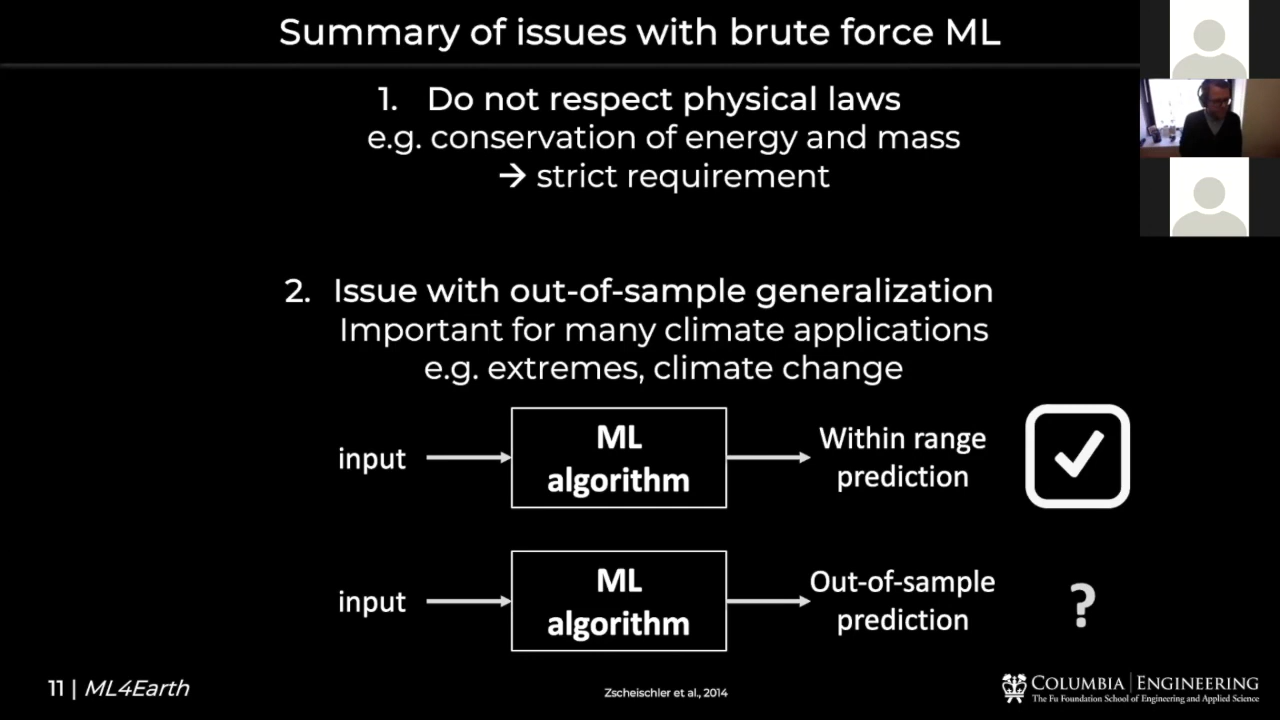 Summary of issues with brute force ML
1. Do not respect physical laws
e.g. conservation of energy and mass
→ strict requirement
2. Issue with out-of-sample generalization
Important for many climate applications
e.g. extremes, climate change
input
ML
algorithm
Within range
prediction
input
ML
algorithm
Out-of-sample
prediction
?
11 | ML4Earth
Zscheischler et al., 2014
COLUMBIA | ENGINEERING
The Fu Foundation School of Engineering and Applied Science